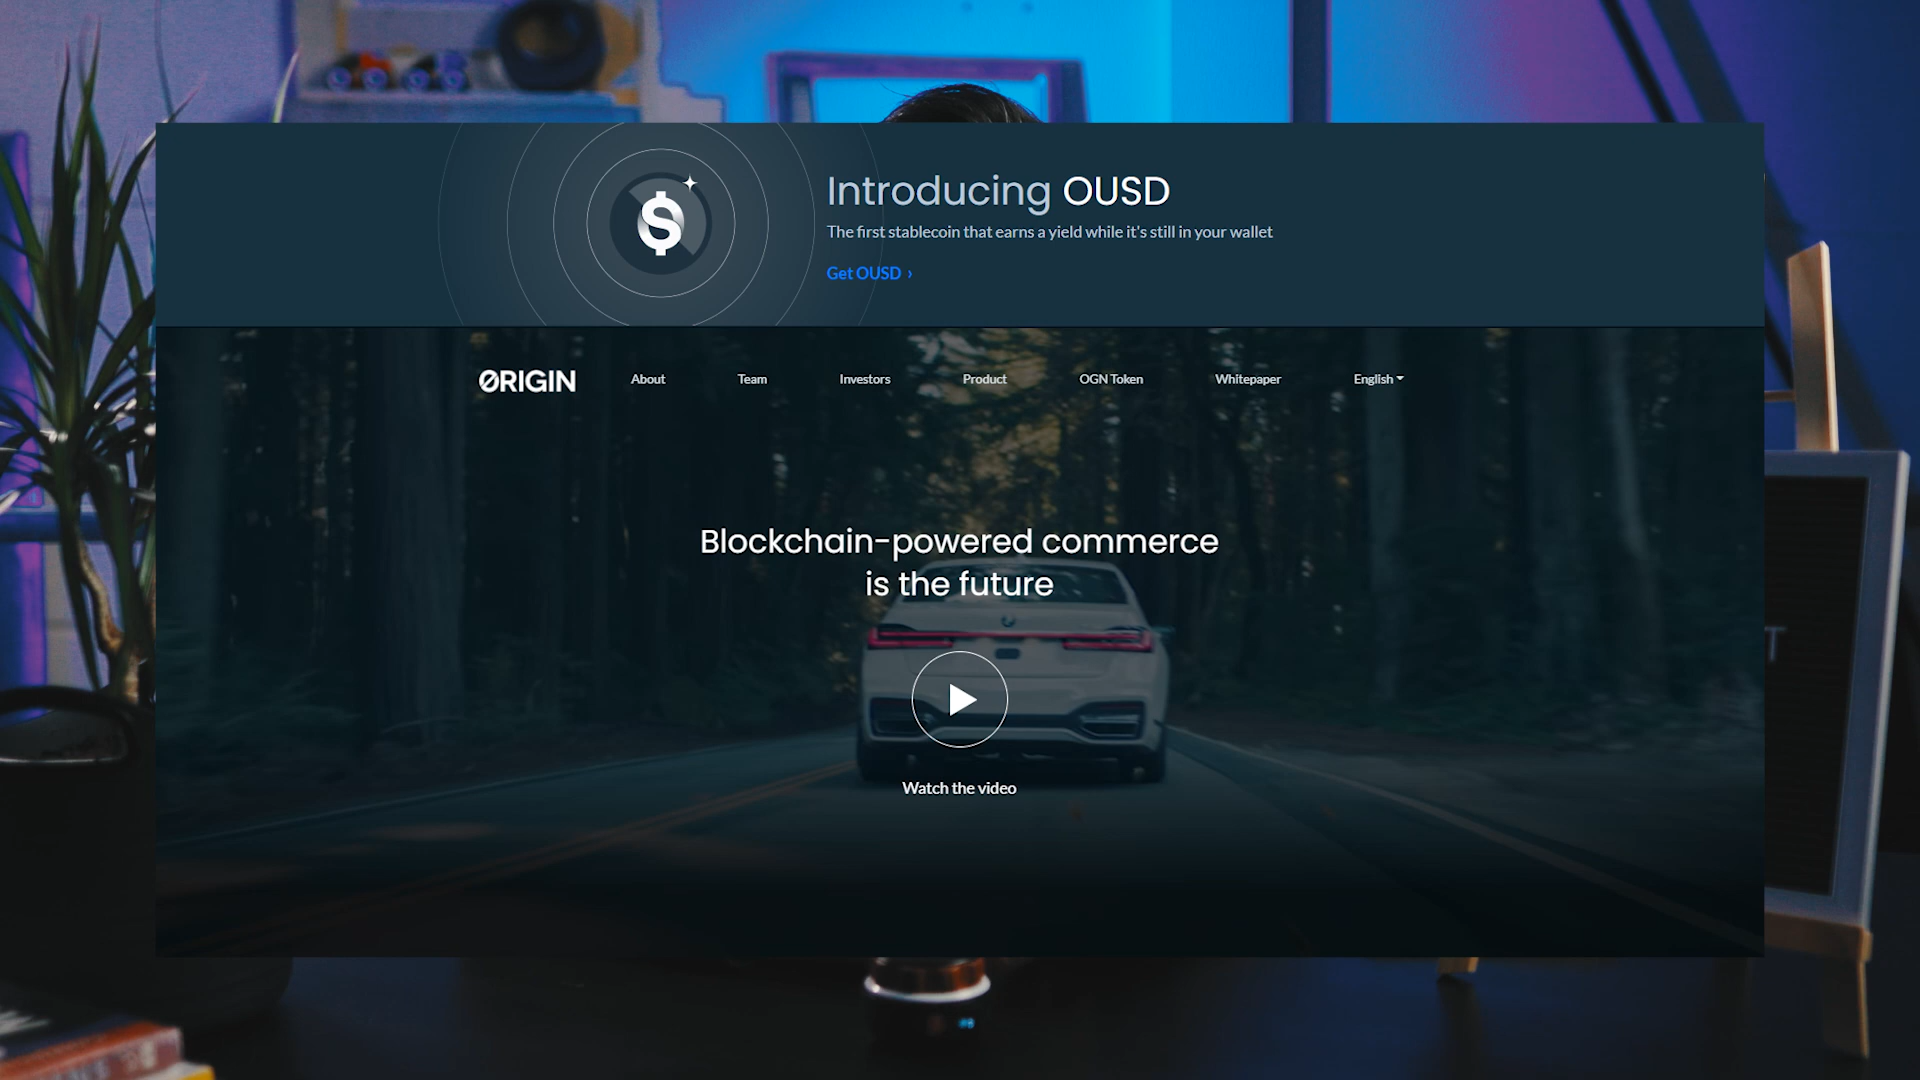 Introducing OUSD
The first stablecoin that earns a yield while it's still in your wallet
Get OUSD ›
ØRIGIN
About
Team
Investors
Product
OGN Token
Whitepaper
English
Blockchain-powered commerce
is the future
Watch the video